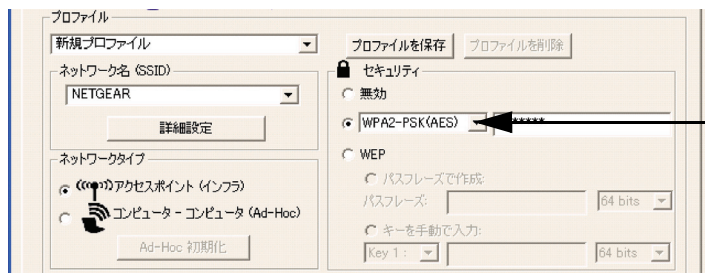 プロファイル
新規プロファイル
プロファイルを保存
プロファイルを削除
ネットワーク名 (SSID)
NETGEAR
詳細設定
ネットワークタイプ
アクセスポイント (インフラ)
コンピュータ - コンピュータ (Ad-Hoc)
Ad-Hoc 初期化
セキュリティ
無効
WPA2-PSK(AES)
WEP
パスフレーズで作成:
パスフレーズ:
64 bits
キーを手動で入力:
Key 1 :
64 bits